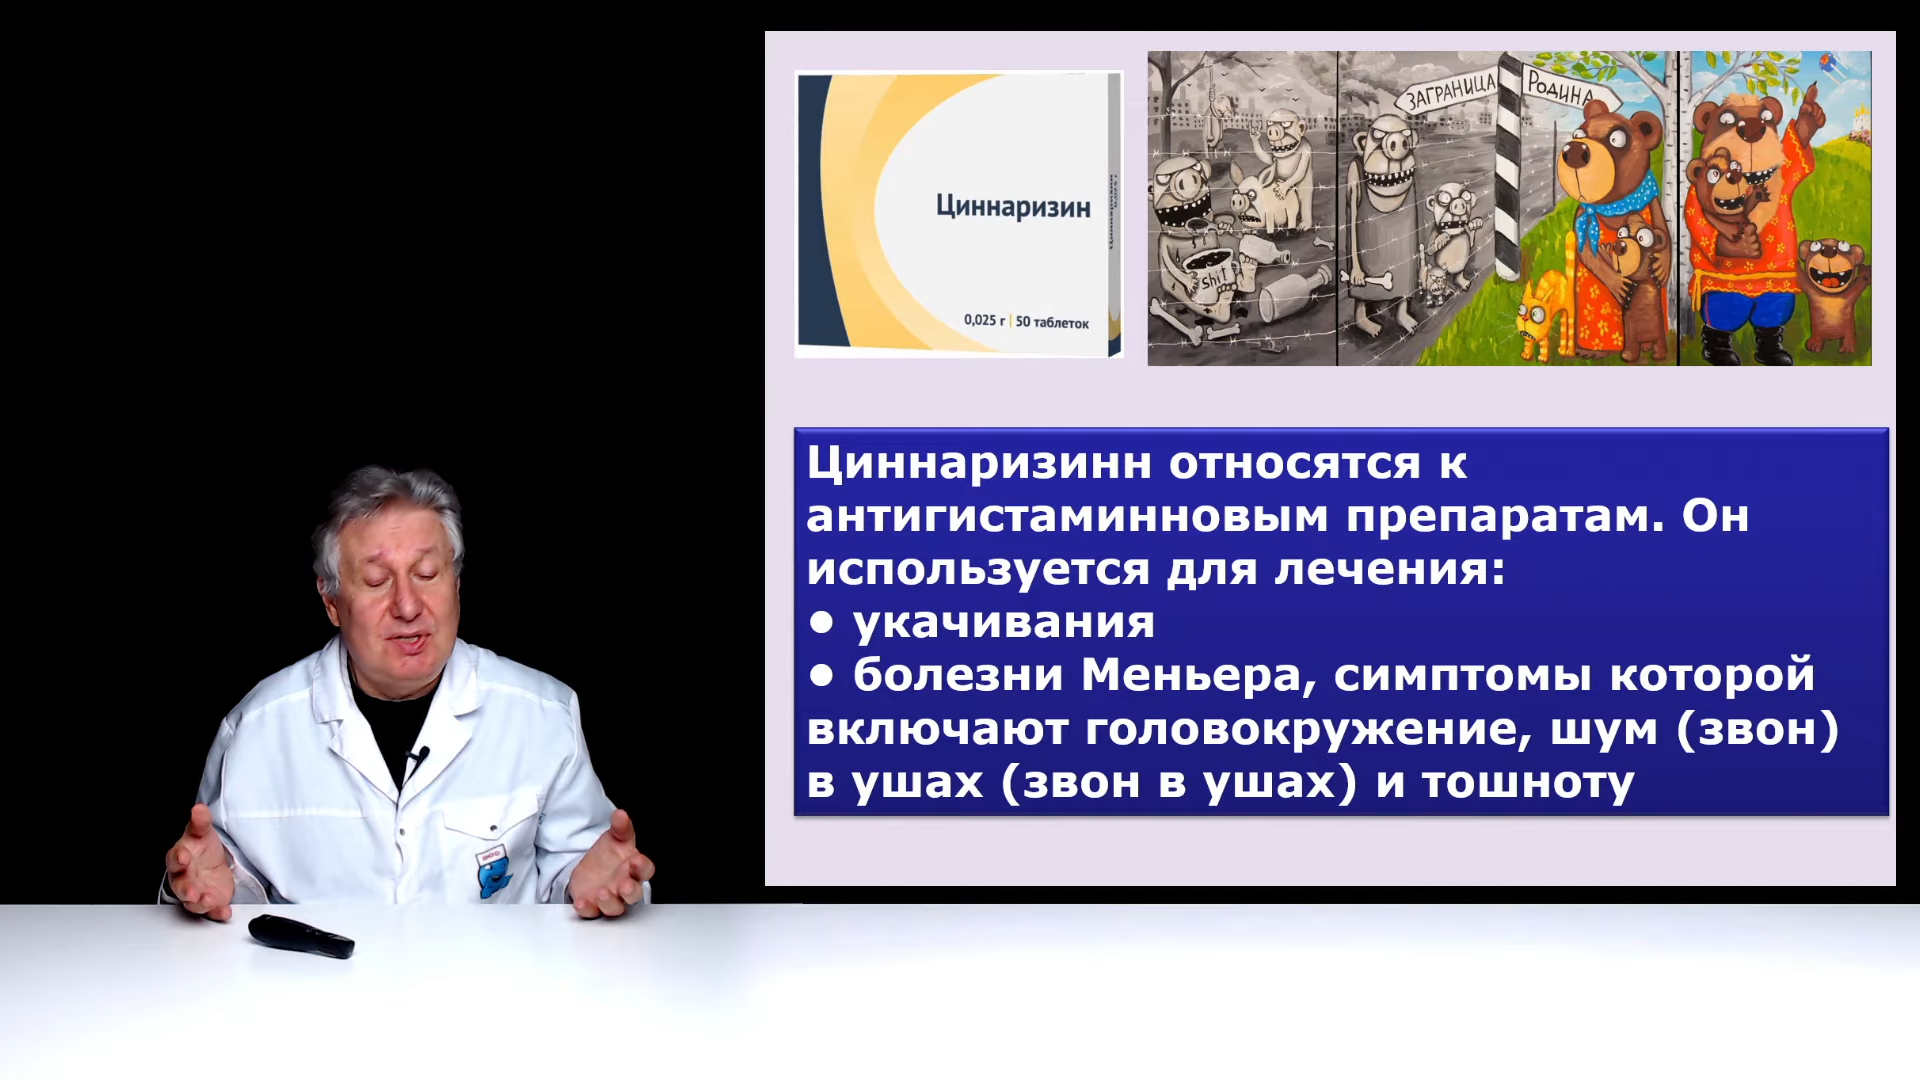 Циннаризин
0,025 г | 50 таблеток
ЗАГРАНИЦА
РОДИНА
Shit
Циннаризинн относятся к
антигистаминновым препаратам. Он
используется для лечения:
● укачивания
● болезни Меньера, симптомы которой
включают головокружение, шум (звон)
в ушах (звон в ушах) и тошноту